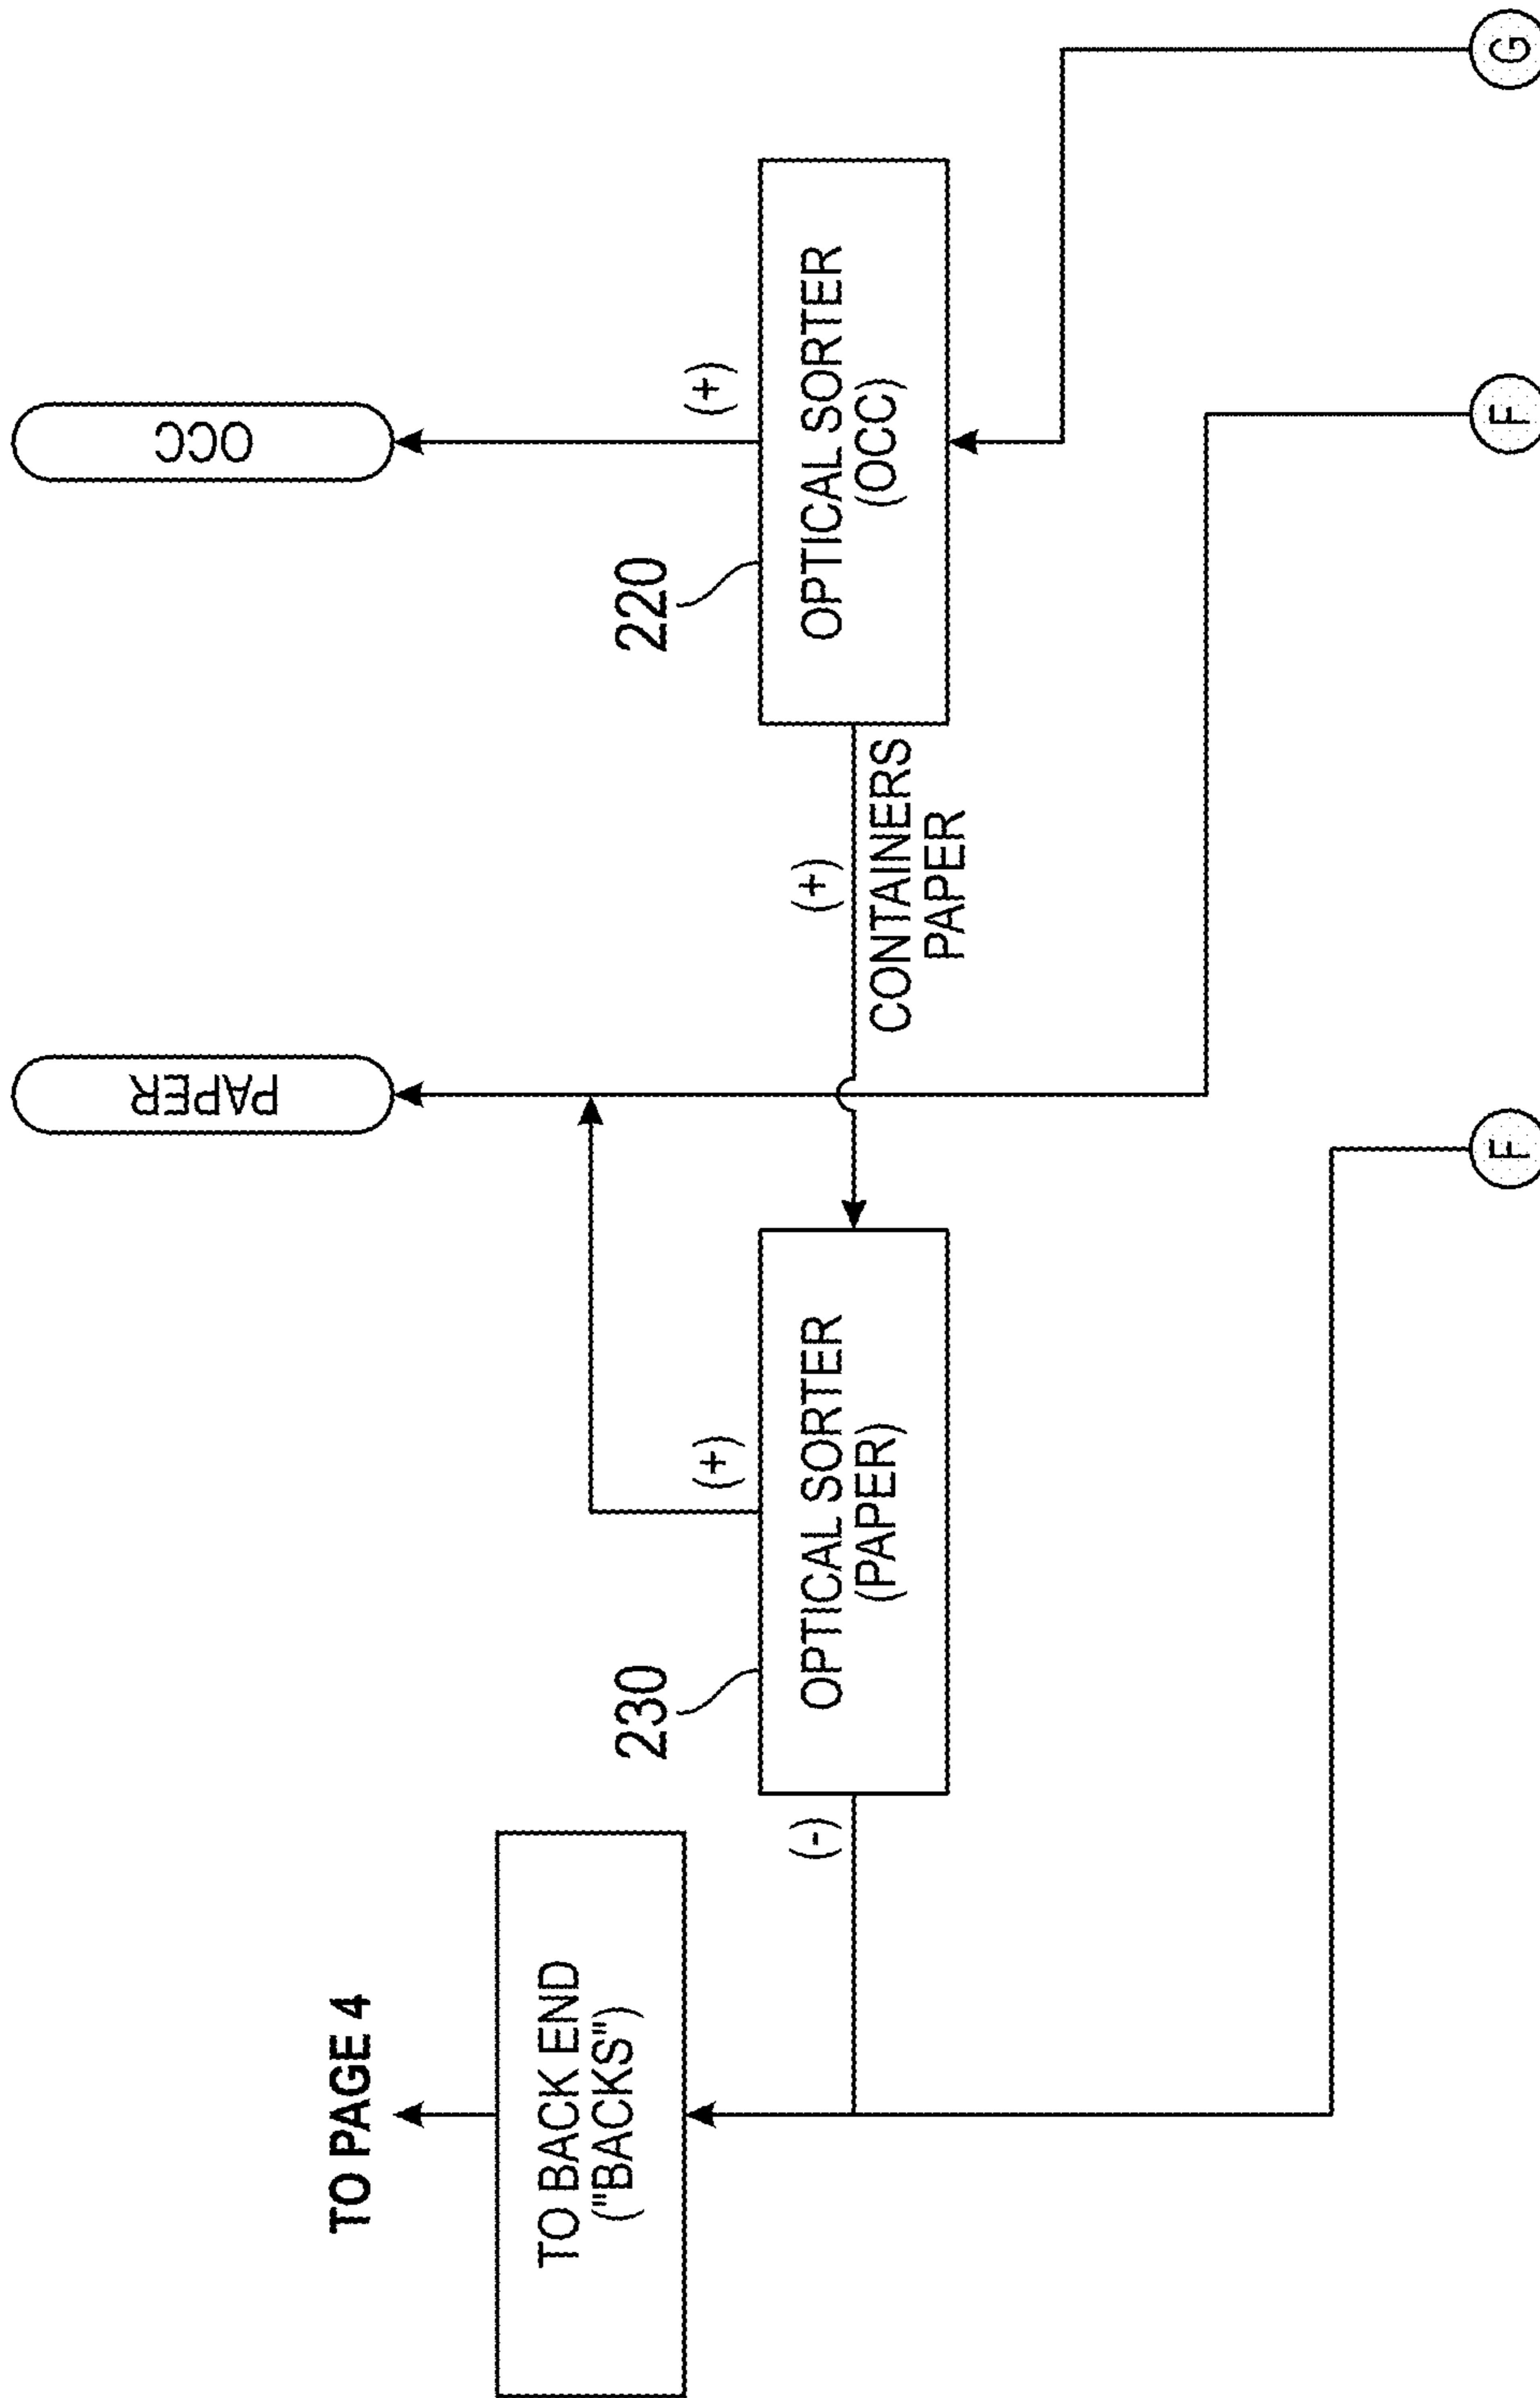 PAPER
OCC
TO PAGE 4
TO BACK END
("BACKS")
230
220
(+)
(+)
(-)
OPTICAL SORTER
(PAPER)
(+)
CONTAINERS
PAPER
OPTICAL SORTER
(OCC)
F
F
G